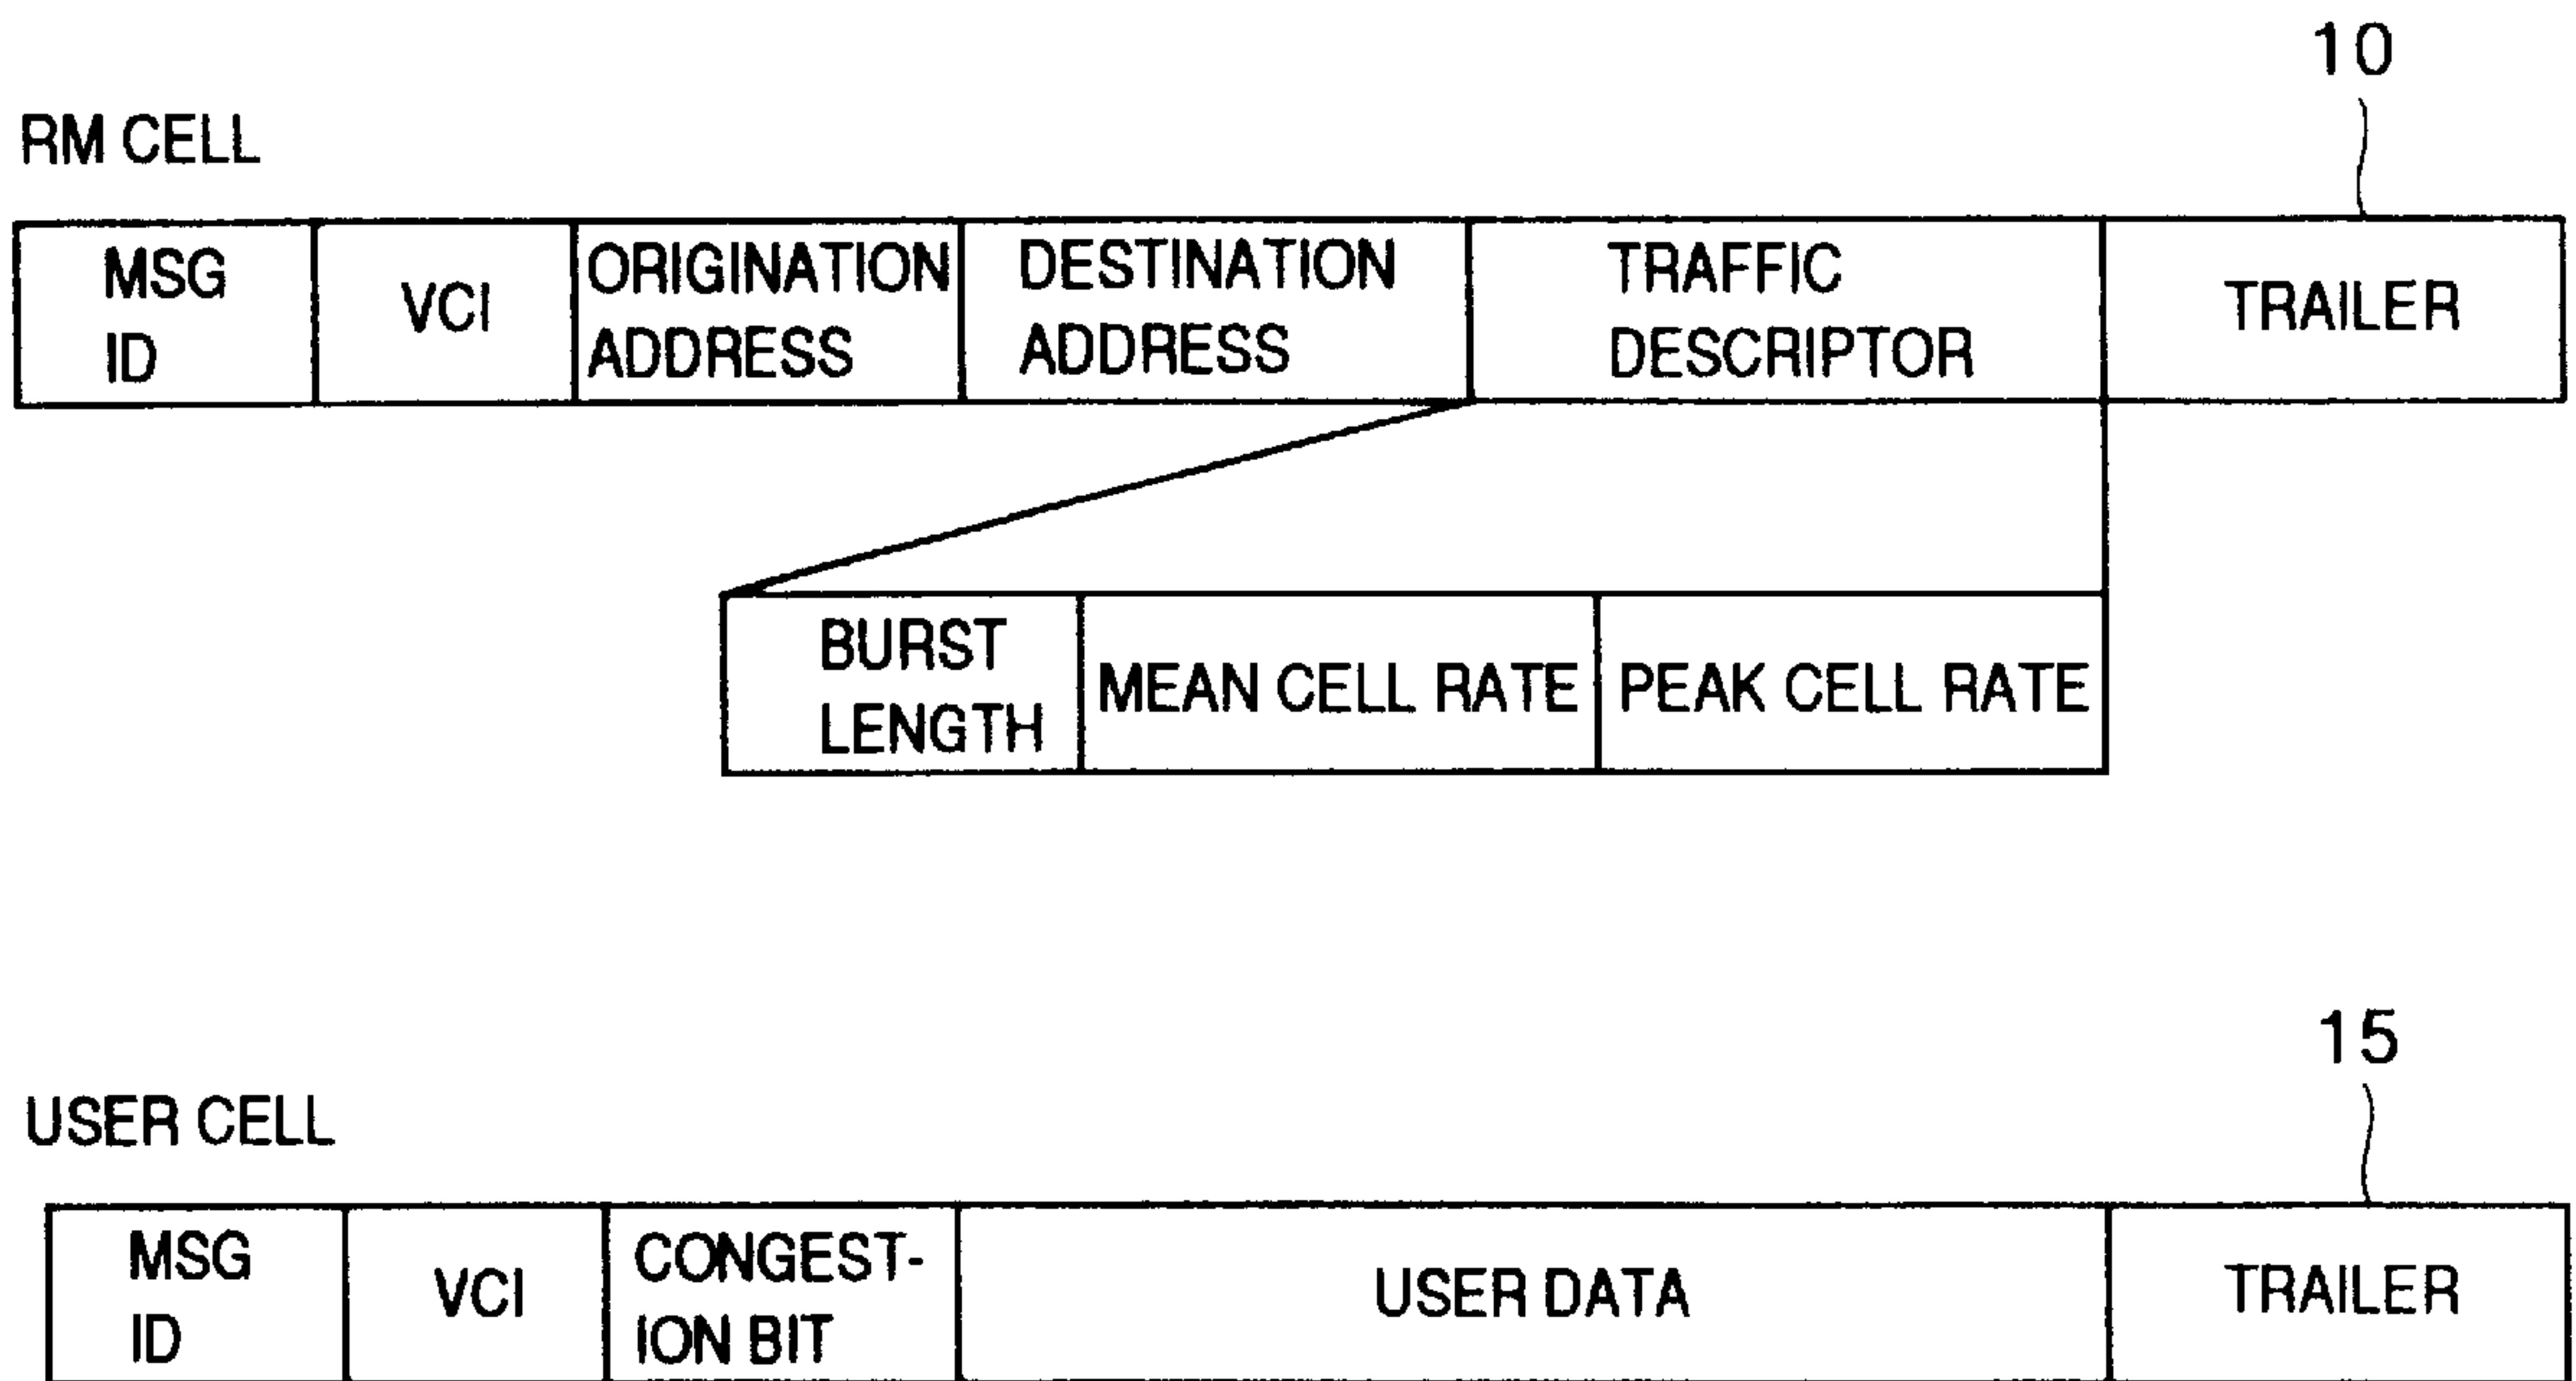 10
RM CELL
MSG
ID
VCI
ORIGINATION
ADDRESS
DESTINATION
ADDRESS
TRAFFIC
DESCRIPTOR
TRAILER
BURST
LENGTH
MEAN CELL RATE
PEAK CELL RATE
15
USER CELL
MSG
ID
VCI
CONGEST-
ION BIT
USER DATA
TRAILER